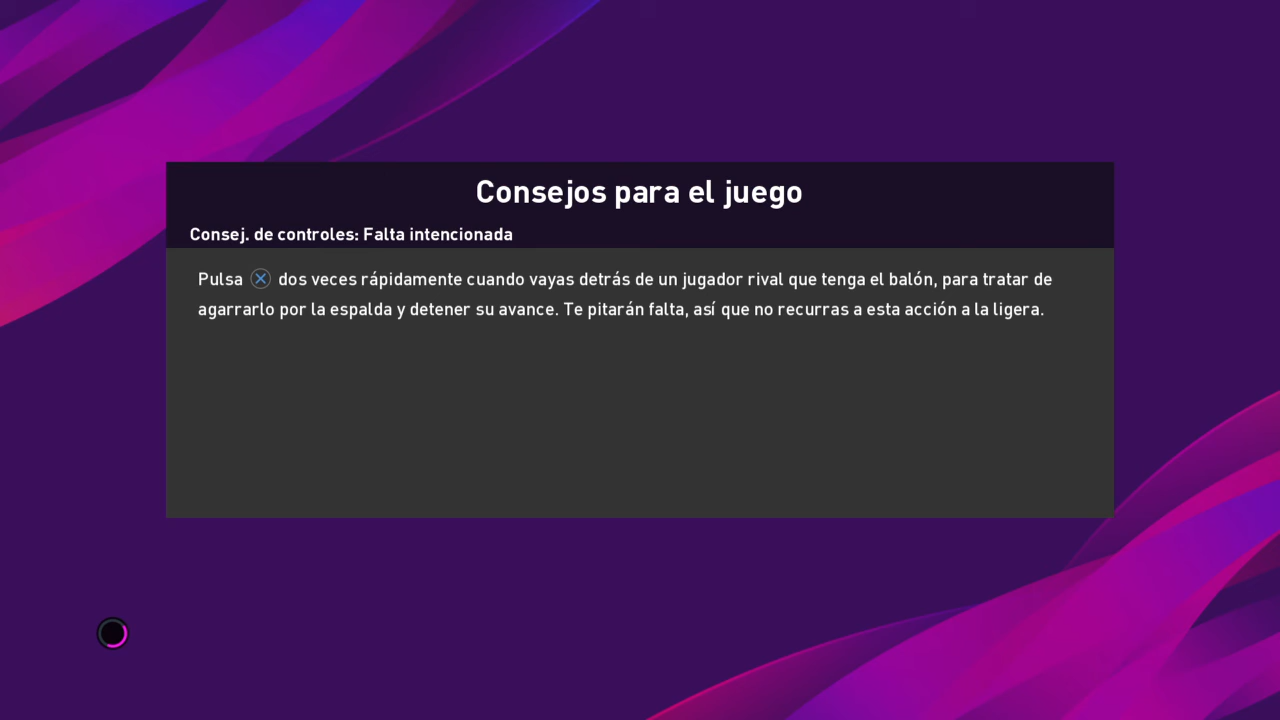 Consejos para el juego
Consej. de controles: Falta intencionada
Pulsa ⊗ dos veces rápidamente cuando vayas detrás de un jugador rival que tenga el balón, para tratar de
agarrarlo por la espalda y detener su avance. Te pitarán falta, así que no recurras a esta acción a la ligera.